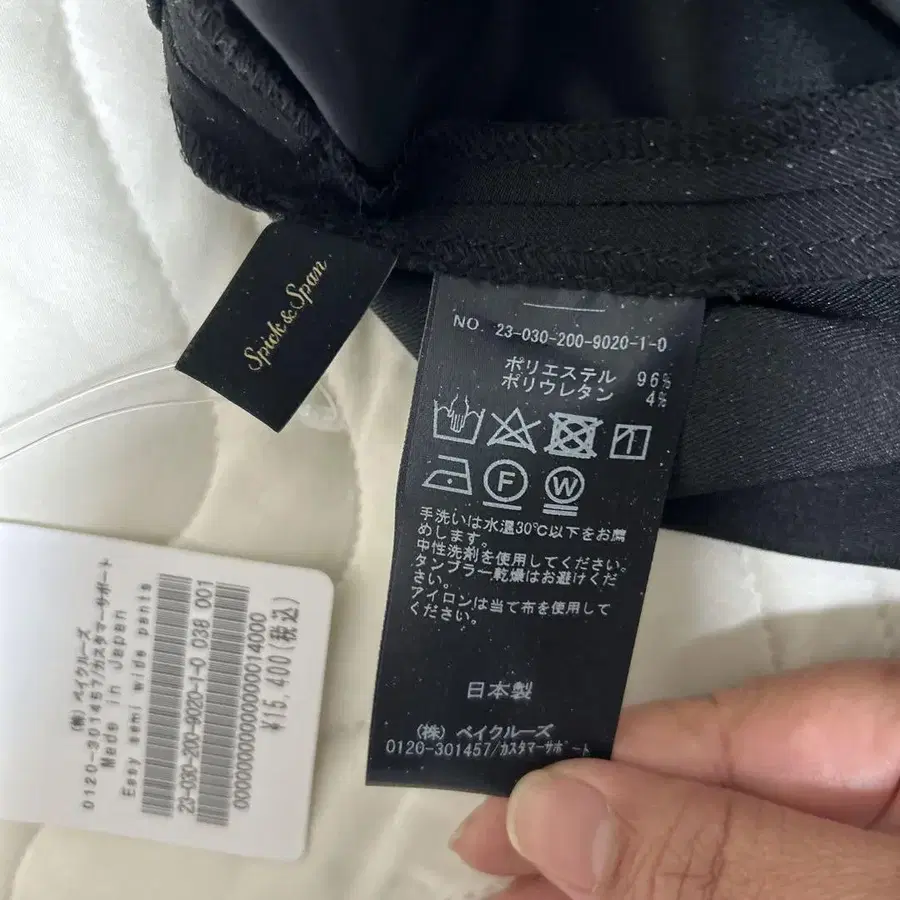 Spick&Span
NO. 23-030-200-9020-1-0
ポリエステル 96%
ポリウレタン 4%
F
W
手洗いは水温30℃以下をお薦
めします。
中性洗剤を使用してください。
タンブラー乾燥はお避けくだ
さい。
アイロンは当て布を使用して
ください。
日本製
(株) ベイクルーズ
0120-301457/カスタマーサポート
(株) ベイクルーズ
0120-301457/カスタマーサポート
Made in Japan
Easy semi wide pants
23-030-200-9020-1-0 038 001
¥15,400(税込)